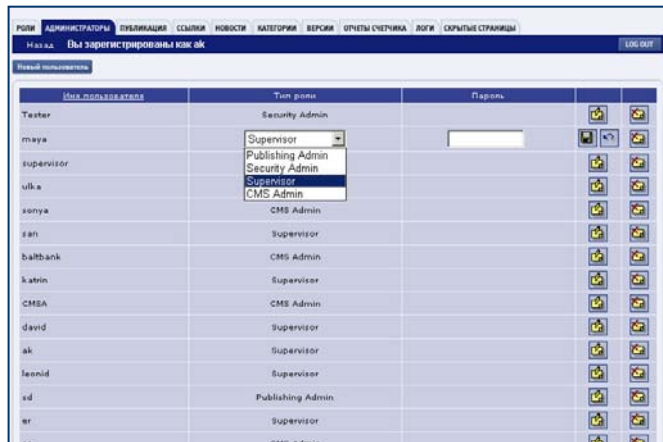 РОЛИ АДМИНИСТРАТОРЫ ПУБЛИКАЦИЯ ССЫЛКИ НОВОСТИ КАТЕГОРИИ ВЕРСИИ ОТЧЕТЫ СЧЕТЧИКА ЛОГИ СКРЫТЫЕ СТРАНИЦЫ
Назад Вы зарегистрированы как ak LOG OUT
Новый пользователь
Имя пользователя Тип роли Пароль
Tester Security Admin
maya Supervisor
Publishing Admin
Security Admin
supervisor Supervisor
ulka CMS Admin
sonya CMS Admin
san Supervisor
baltbank CMS Admin
katrin Supervisor
CMSA CMS Admin
david Supervisor
ak Supervisor
leonid Supervisor
sd Publishing Admin
er Supervisor